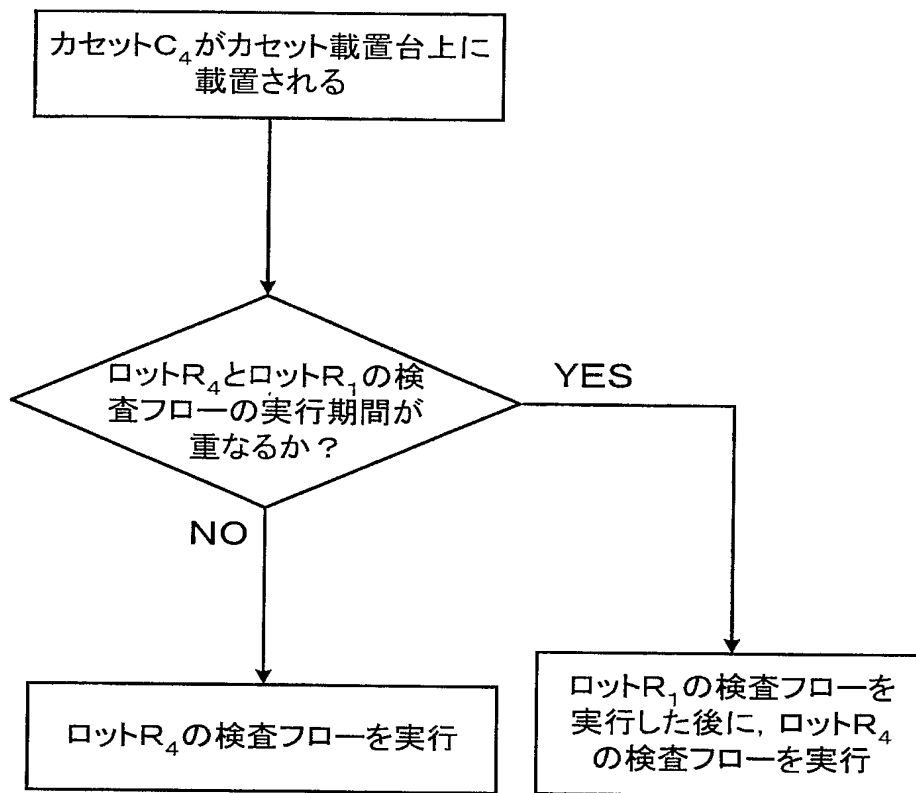 カセットC₄がカセット載置台上に
載置される
ロットR₄とロットR₁の検
査フローの実行期間が
重なるか？
YES
NO
ロットR₄の検査フローを実行
ロットR₁の検査フローを
実行した後に，ロットR₄
の検査フローを実行